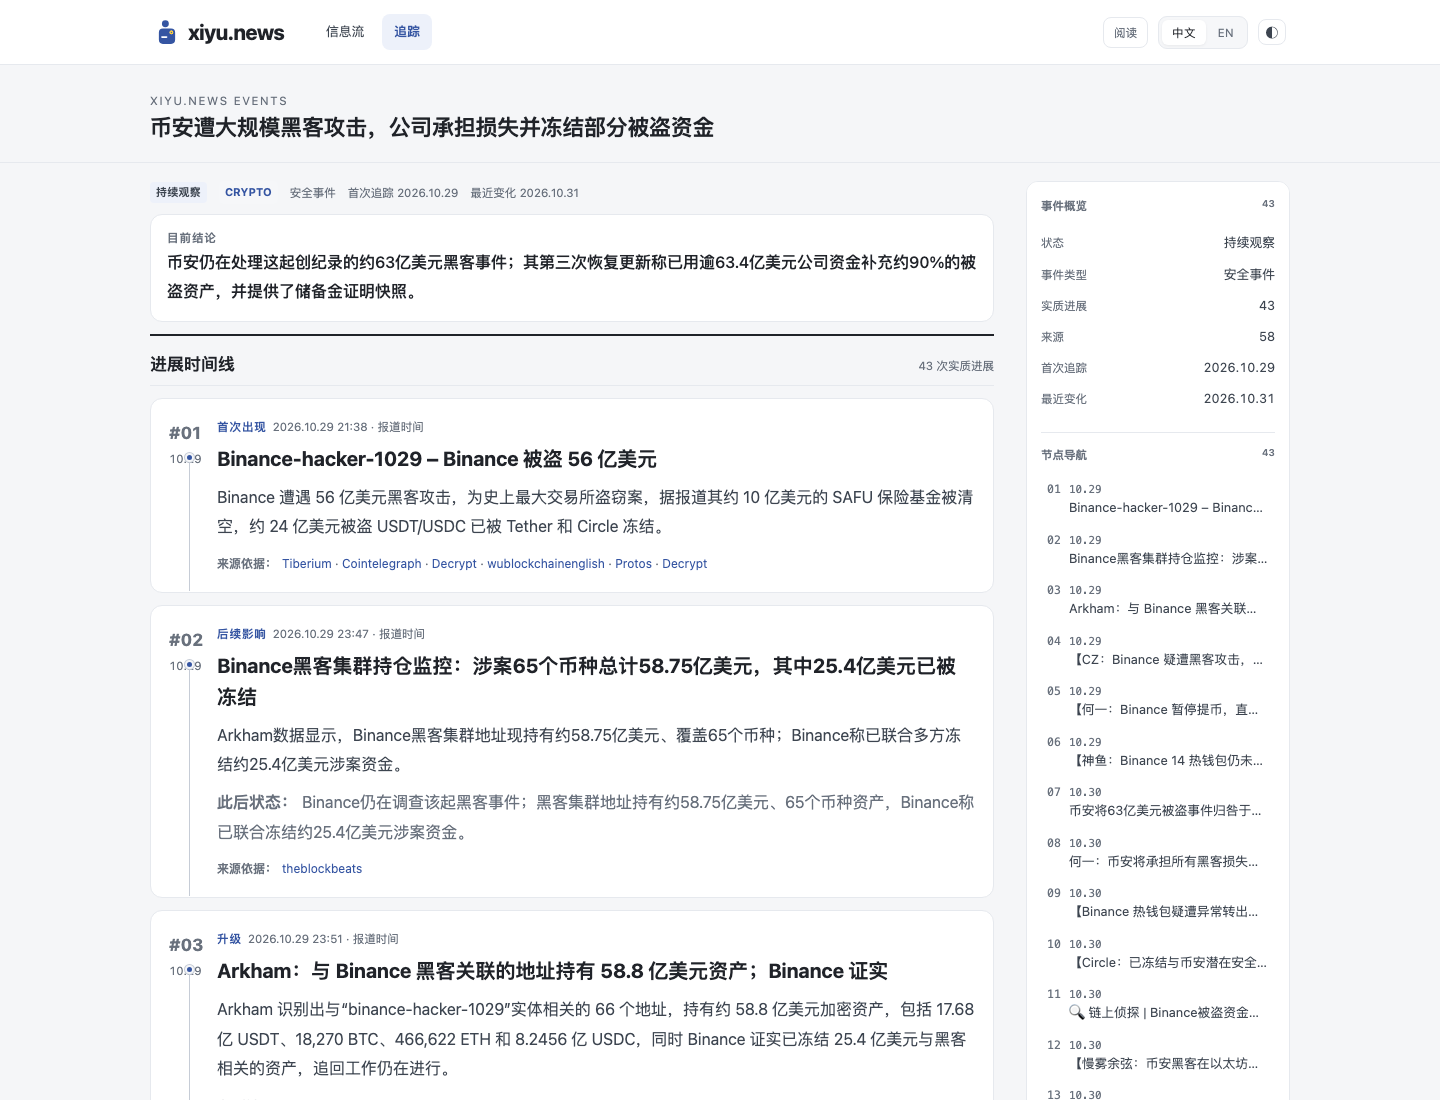 xiyu.news
信息流
追踪
阅读
中文
EN
XIYU.NEWS EVENTS
币安遭大规模黑客攻击，公司承担损失并冻结部分被盗资金
持续观察 CRYPTO 安全事件 首次追踪 2026.10.29 最近变化 2026.10.31
目前结论
币安仍在处理这起创纪录的约63亿美元黑客事件；其第三次恢复更新称已用逾63.4亿美元公司资金补充约90%的被
盗资产，并提供了储备金证明快照。
进展时间线
43 次实质进展
#01
首次出现 2026.10.29 21:38 · 报道时间
Binance-hacker-1029 – Binance 被盗 56 亿美元
Binance 遭遇 56 亿美元黑客攻击，为史上最大交易所盗窃案，据报道其约 10 亿美元的 SAFU 保险基金被清
空，约 24 亿美元被盗 USDT/USDC 已被 Tether 和 Circle 冻结。
来源依据： Tiberium · Cointelegraph · Decrypt · wublockchainenglish · Protos · Decrypt
#02
后续影响 2026.10.29 23:47 · 报道时间
Binance黑客集群持仓监控：涉案65个币种总计58.75亿美元，其中25.4亿美元已被
冻结
Arkham数据显示，Binance黑客集群地址现持有约58.75亿美元、覆盖65个币种；Binance称已联合多方冻
结约25.4亿美元涉案资金。
此后状态： Binance仍在调查该起黑客事件；黑客集群地址持有约58.75亿美元、65个币种资产，Binance称
已联合冻结约25.4亿美元涉案资金。
来源依据： theblockbeats
#03
升级 2026.10.29 23:51 · 报道时间
Arkham：与 Binance 黑客关联的地址持有 58.8 亿美元资产；Binance 证实
Arkham 识别出与“binance-hacker-1029”实体相关的 66 个地址，持有约 58.8 亿美元加密资产，包括 17.68
亿 USDT、18,270 BTC、466,622 ETH 和 8.2456 亿 USDC，同时 Binance 证实已冻结 25.4 亿美元与黑客
相关的资产，追回工作仍在进行。
事件概览 43
状态 持续观察
事件类型 安全事件
实质进展 43
来源 58
首次追踪 2026.10.29
最近变化 2026.10.31
节点导航 43
01 10.29
Binance-hacker-1029 – Binanc...
02 10.29
Binance黑客集群持仓监控：涉案...
03 10.29
Arkham：与 Binance 黑客关联...
04 10.29
【CZ：Binance 疑遭黑客攻击，...
05 10.29
【何一：Binance 暂停提币，直...
06 10.29
【神鱼：Binance 14 热钱包仍未...
07 10.30
币安将63亿美元被盗事件归咎于...
08 10.30
何一：币安将承担所有黑客损失...
09 10.30
【Binance 热钱包疑遭异常转出...
10 10.30
【Circle：已冻结与币安潜在安全...
11 10.30
🔍 链上侦探 | Binance被盗资金...
12 10.30
【慢雾余弦：币安黑客在以太坊...
13 10.30